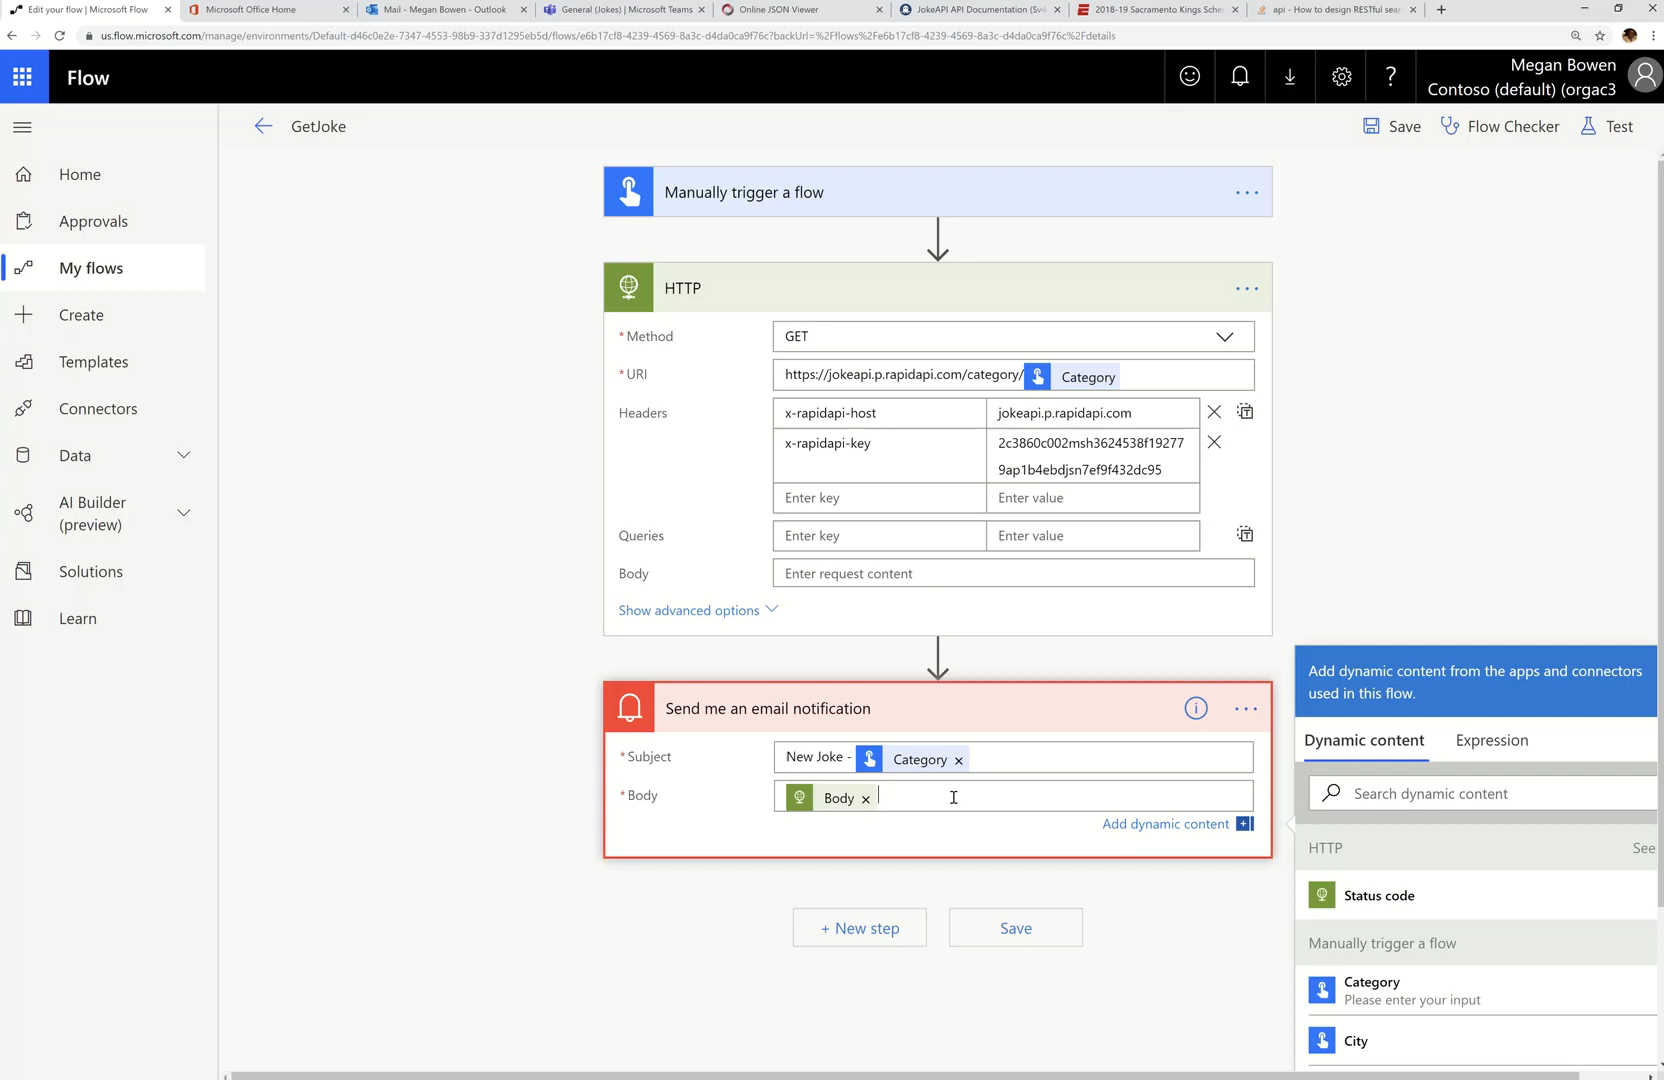 Edit your flow | Microsoft Flow
Microsoft Office Home
Mail - Megan Bowen - Outlook
General (Jokes) | Microsoft Teams
Online JSON Viewer
JokeAPI API Documentation (Sv4
2018-19 Sacramento Kings Sche
api - How to design RESTful sear
us.flow.microsoft.com/manage/environments/Default-d46c0e2e-7347-4553-98b9-337d1295eb5d/flows/e6b17cf8-4239-4569-8a3c-d4da0ca9f76c?backUrl=%2Fflows%2Fe6b17cf8-4239-4569-8a3c-d4da0ca9f76c%2Fdetails
Flow
?
Megan Bowen
Contoso (default) (orgac3
GetJoke
Save
Flow Checker
Test
Home
Approvals
My flows
Create
Templates
Connectors
Data
AI Builder
(preview)
Solutions
Learn
Manually trigger a flow
HTTP
* Method
GET
* URI
https://jokeapi.p.rapidapi.com/category/ Category
Headers
x-rapidapi-host
jokeapi.p.rapidapi.com
x-rapidapi-key
2c3860c002msh3624538f19277
9ap1b4ebdjsn7ef9f432dc95
Enter key
Enter value
Queries
Enter key
Enter value
Body
Enter request content
Show advanced options
Send me an email notification
* Subject
New Joke - Category ×
* Body
Body ×
Add dynamic content
+ New step
Save
Add dynamic content from the apps and connectors
used in this flow.
Dynamic content
Expression
Search dynamic content
HTTP
See
Status code
Manually trigger a flow
Category
Please enter your input
City